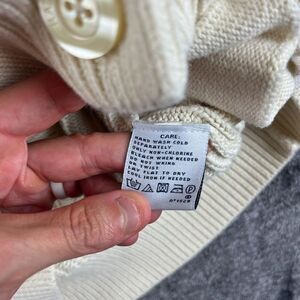 CARE:
HAND WASH COLD
SEPARATELY
ONLY NON-CHLORINE
BLEACH WHEN NEEDED
DO NOT WRING
OR TWIST
LAY FLAT TO DRY
COOL IRON IF NEEDED